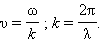 υ = ω/k ; k = 2π/λ.